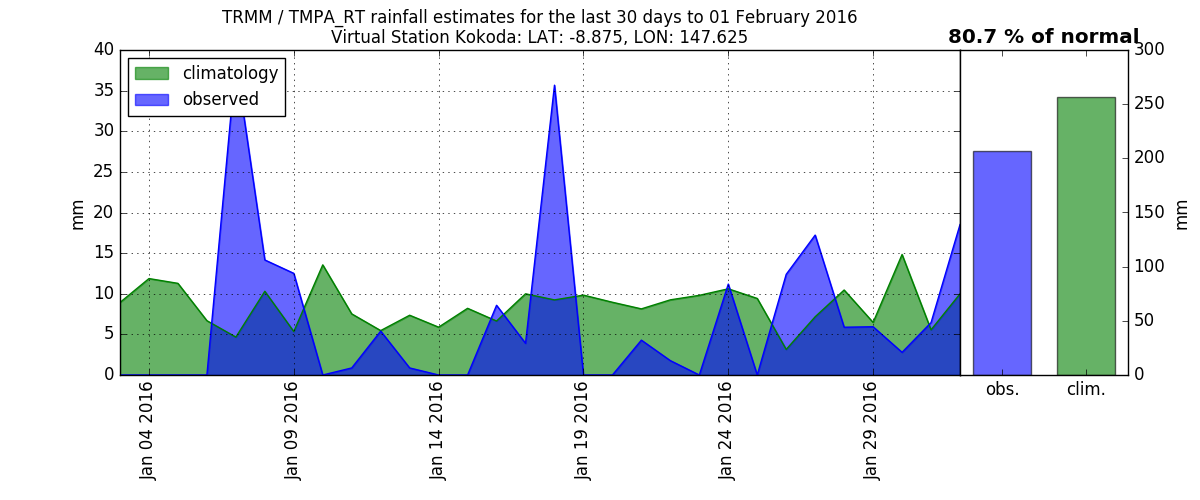 TRMM / TMPA_RT rainfall estimates for the last 30 days to 01 February 2016
Virtual Station Kokoda: LAT: -8.875, LON: 147.625
80.7 % of normal
climatology
observed
40
35
30
25
20
15
10
5
0
mm
Jan 04 2016
Jan 09 2016
Jan 14 2016
Jan 19 2016
Jan 24 2016
Jan 29 2016
300
250
200
150
100
50
0
mm
obs.
clim.